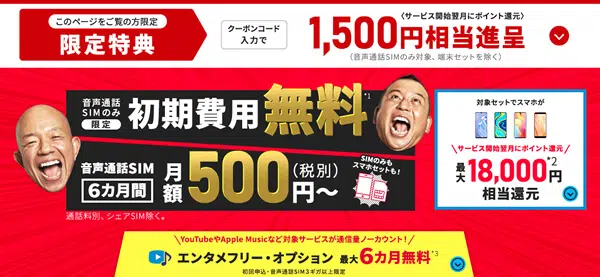 このページをご覧の方限定
限定特典
クーポンコード
入力で
〈サービス開始翌月にポイント還元〉
1,500円相当進呈
(音声通話SIMのみ対象、端末セットを除く)
音声通話
SIMのみ
限定
初期費用無料*1
音声通話SIM
6カ月間
月額500円〜(税別)
SIMのみも
スマホセットも!
通話料別、シェアSIM除く。
対象セットでスマホが
サービス開始翌月にポイント還元
最大18,000円*2
相当還元
YouTubeやApple Musicなど対象サービスが通信量ノーカウント!
エンタメフリー・オプション 最大6カ月無料*3
初回申込・音声通話SIM3ギガ以上限定